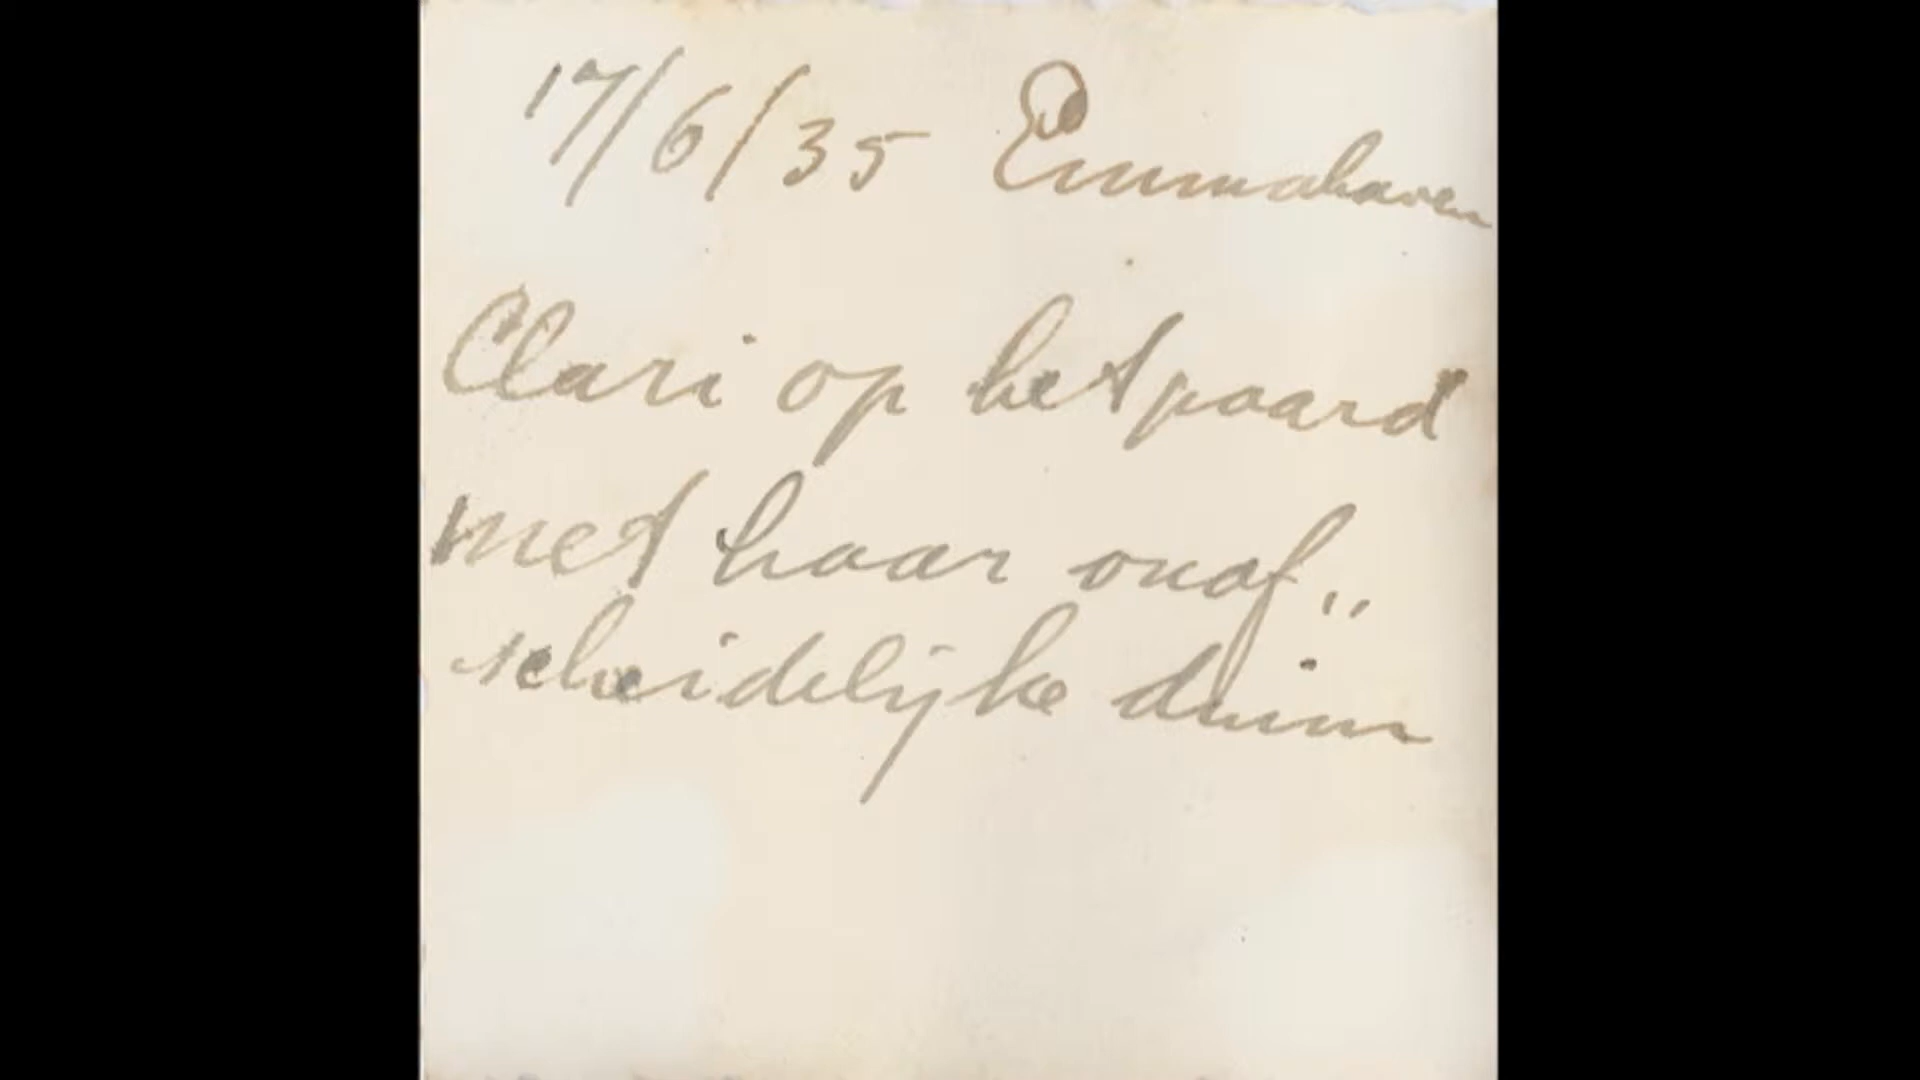 17/6/35 Emmahaven
Clari op het paard
met haar onaf„
scheidelijke duim